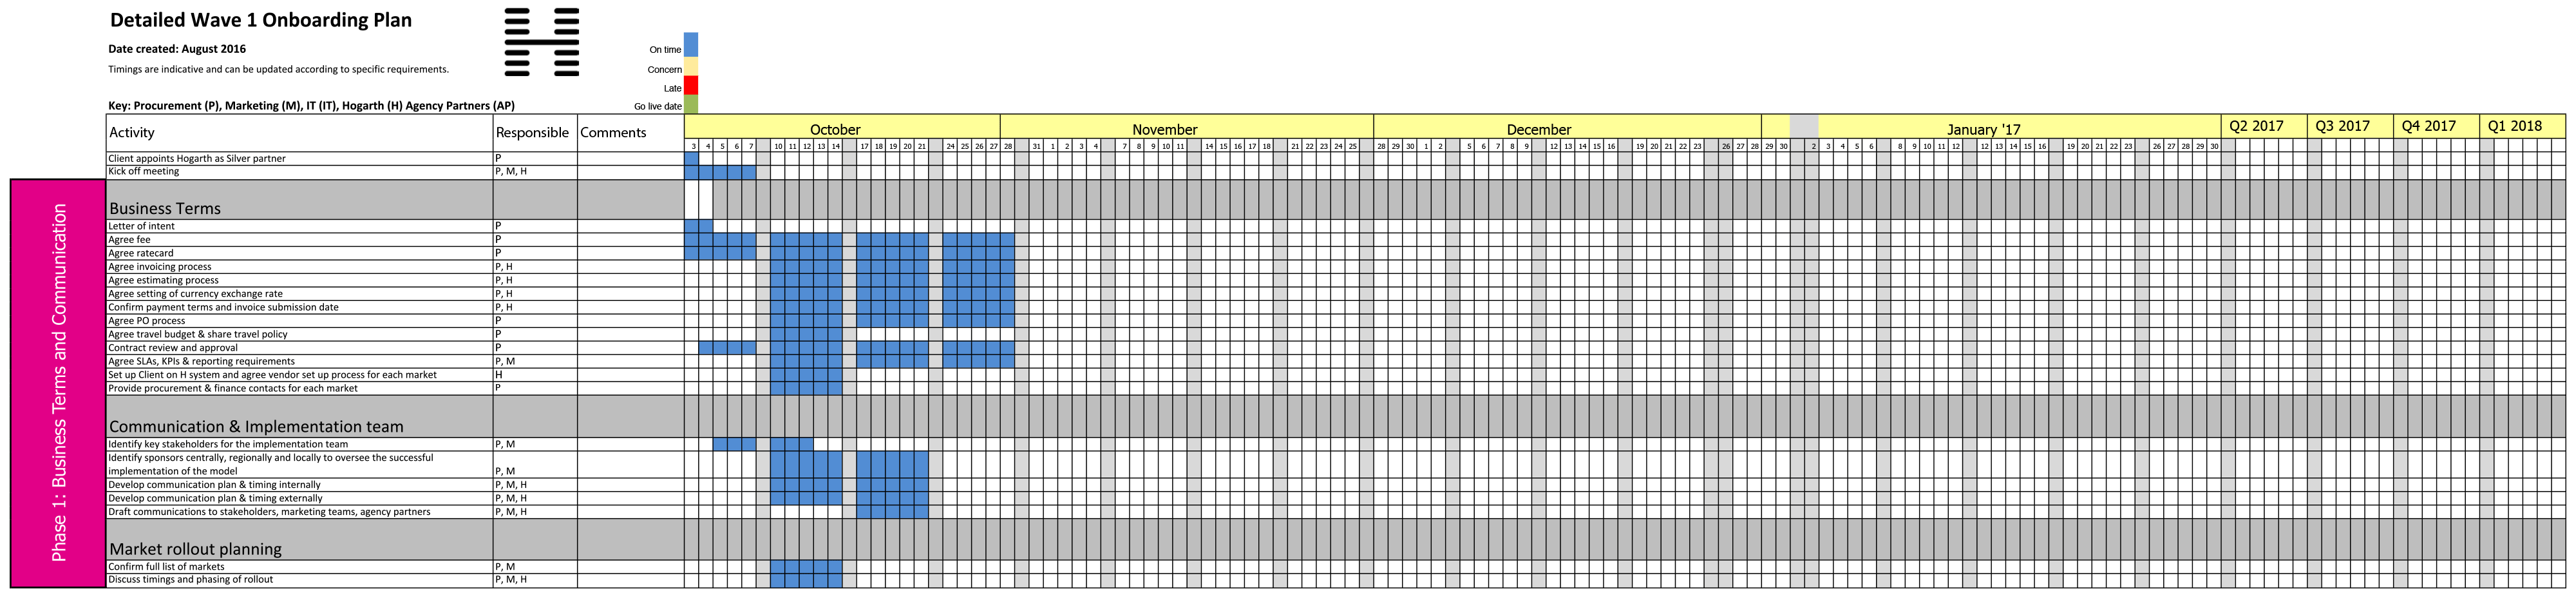 Detailed Wave 1 Onboarding Plan
Date created: August 2016
Timings are indicative and can be updated according to specific requirements.
Key: Procurement (P), Marketing (M), IT (IT), Hogarth (H) Agency Partners (AP)
On time
Concern
Late
Go live date
Activity Responsible Comments October November December January '17 Q2 2017 Q3 2017 Q4 2017 Q1 2018
3 4 5 6 7 10 11 12 13 14 17 18 19 20 21 24 25 26 27 28 31 1 2 3 4 7 8 9 10 11 14 15 16 17 18 21 22 23 24 25 28 29 30 1 2 5 6 7 8 9 12 13 14 15 16 19 20 21 22 23 26 27 28 29 30 2 3 4 5 6 8 9 10 11 12 12 13 14 15 16 19 20 21 22 23 26 27 28 29 30
Client appoints Hogarth as Silver partner P
Kick off meeting P, M, H
Phase 1: Business Terms and Communication
Business Terms
Letter of intent P
Agree fee P
Agree ratecard P
Agree invoicing process P, H
Agree estimating process P, H
Agree setting of currency exchange rate P, H
Confirm payment terms and invoice submission date P, H
Agree PO process P
Agree travel budget & share travel policy P
Contract review and approval P
Agree SLAs, KPIs & reporting requirements P, M
Set up Client on H system and agree vendor set up process for each market H
Provide procurement & finance contacts for each market P
Communication & Implementation team
Identify key stakeholders for the implementation team P, M
Identify sponsors centrally, regionally and locally to oversee the successful
implementation of the model P, M
Develop communication plan & timing internally P, M, H
Develop communication plan & timing externally P, M, H
Draft communications to stakeholders, marketing teams, agency partners P, M, H
Market rollout planning
Confirm full list of markets P, M
Discuss timings and phasing of rollout P, M, H